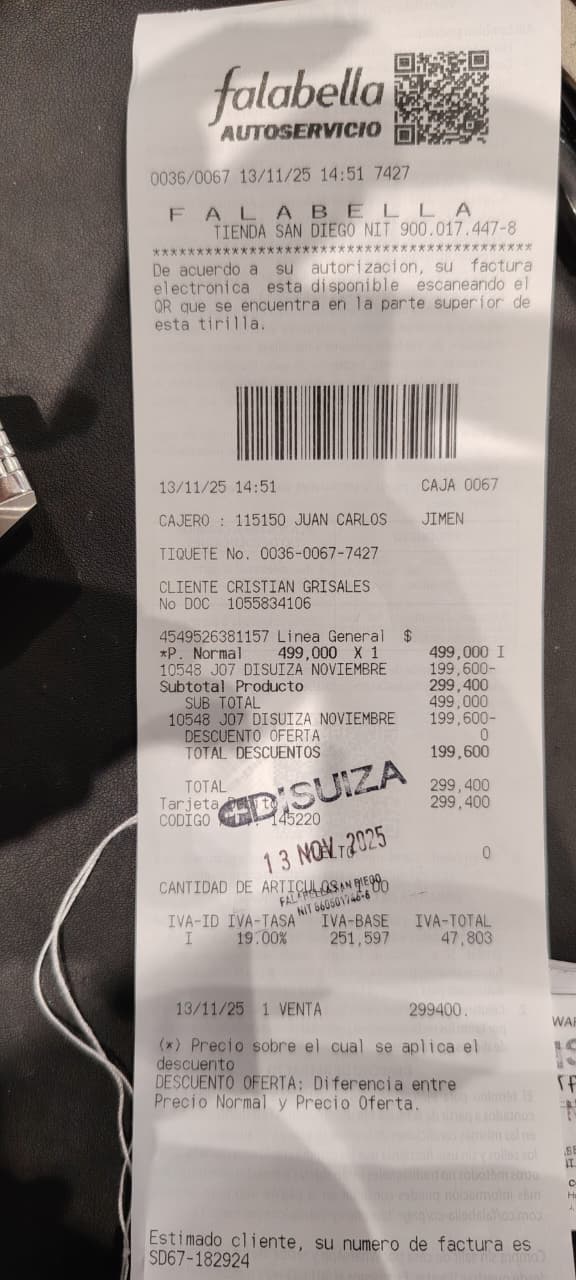 falabella
AUTOSERVICIO
0036/0067 13/11/25 14:51 7427
F A L A B E L L A
TIENDA SAN DIEGO NIT 900.017.447-8
****************************************
De acuerdo a su autorizacion, su factura
electronica esta disponible escaneando el
QR que se encuentra en la parte superior de
esta tirilla.
13/11/25 14:51 CAJA 0067
CAJERO : 115150 JUAN CARLOS JIMEN
TIQUETE No. 0036-0067-7427
CLIENTE CRISTIAN GRISALES
No DOC 1055834106
4549526381157 Linea General $
*P. Normal 499,000 X 1 499,000 I
10548 J07 DISUIZA NOVIEMBRE 199,600-
Subtotal Producto 299,400
SUB TOTAL 499,000
10548 J07 DISUIZA NOVIEMBRE 199,600-
DESCUENTO OFERTA 0
TOTAL DESCUENTOS 199,600
TOTAL 299,400
Tarjeta 299,400
CODIGO 145220
DISUIZA
13 NOV. 2025
0
CANTIDAD DE ARTICULOS 1.00
FALABELLA SAN DIEGO
NIT
IVA-ID IVA-TASA IVA-BASE IVA-TOTAL
I 19.00% 251,597 47,803
13/11/25 1 VENTA 299400.
(*) Precio sobre el cual se aplica el
descuento
DESCUENTO OFERTA: Diferencia entre
Precio Normal y Precio Oferta.
Estimado cliente, su numero de factura es
SD67-182924